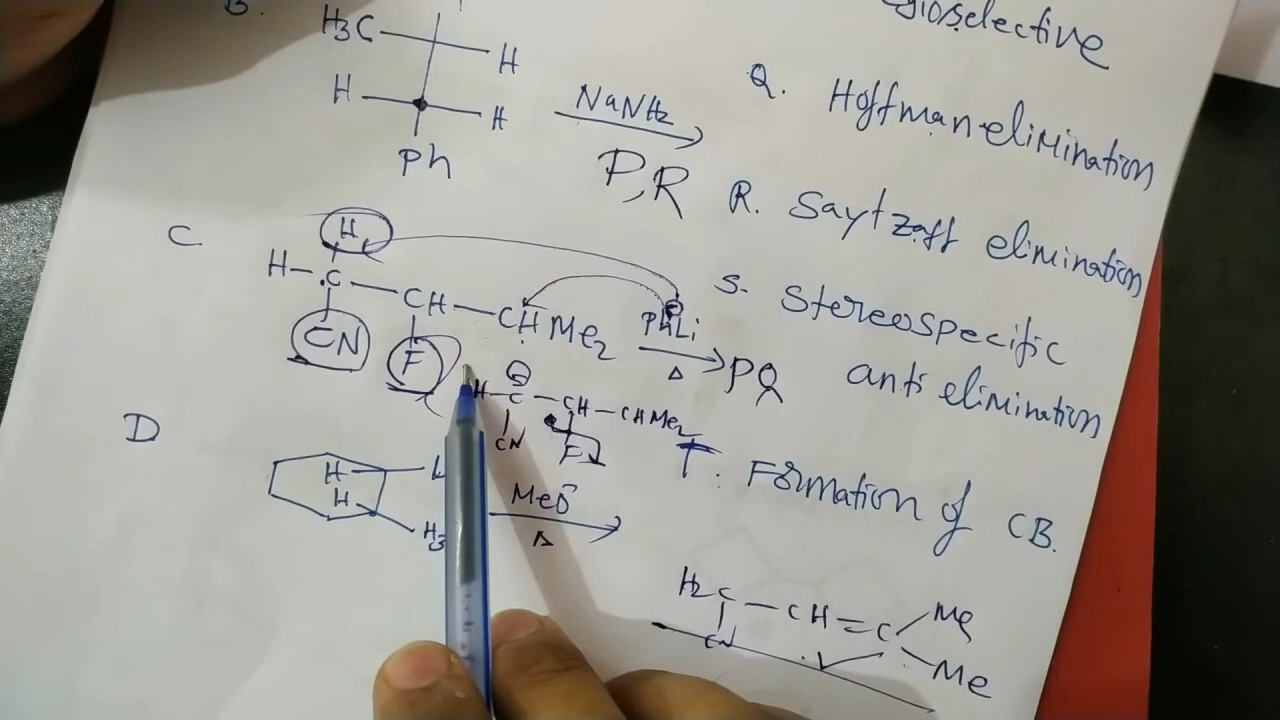 B.
H3C
H
H
H
Ph
NaNH2
P,R
gioselective
Q. Hoffman elimination
R. Saytzaff elimination
S. Stereospecific
anti elimination
T. Formation of CB.
C
H
H-C-CH-CHMe2
CN
F
PhLi
Δ
PQ
⊖
H-C-CH-CHMe2
CN
F
D
H
H
H3
MeO-
Δ
H2C-CH=C
Me
CN
Me